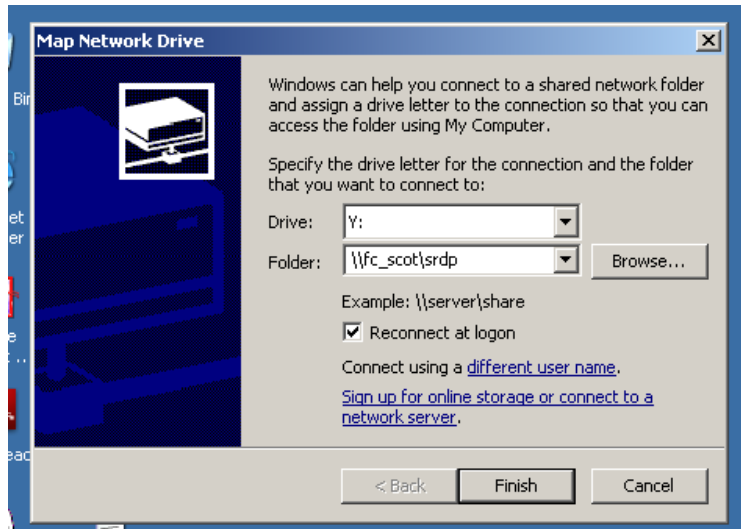 Map Network Drive
Windows can help you connect to a shared network folder
and assign a drive letter to the connection so that you can
access the folder using My Computer.
Specify the drive letter for the connection and the folder
that you want to connect to:
Drive: Y:
Folder: \\fc_scot\srdp Browse...
Example: \\server\share
Reconnect at logon
Connect using a different user name.
Sign up for online storage or connect to a
network server.
< Back Finish Cancel